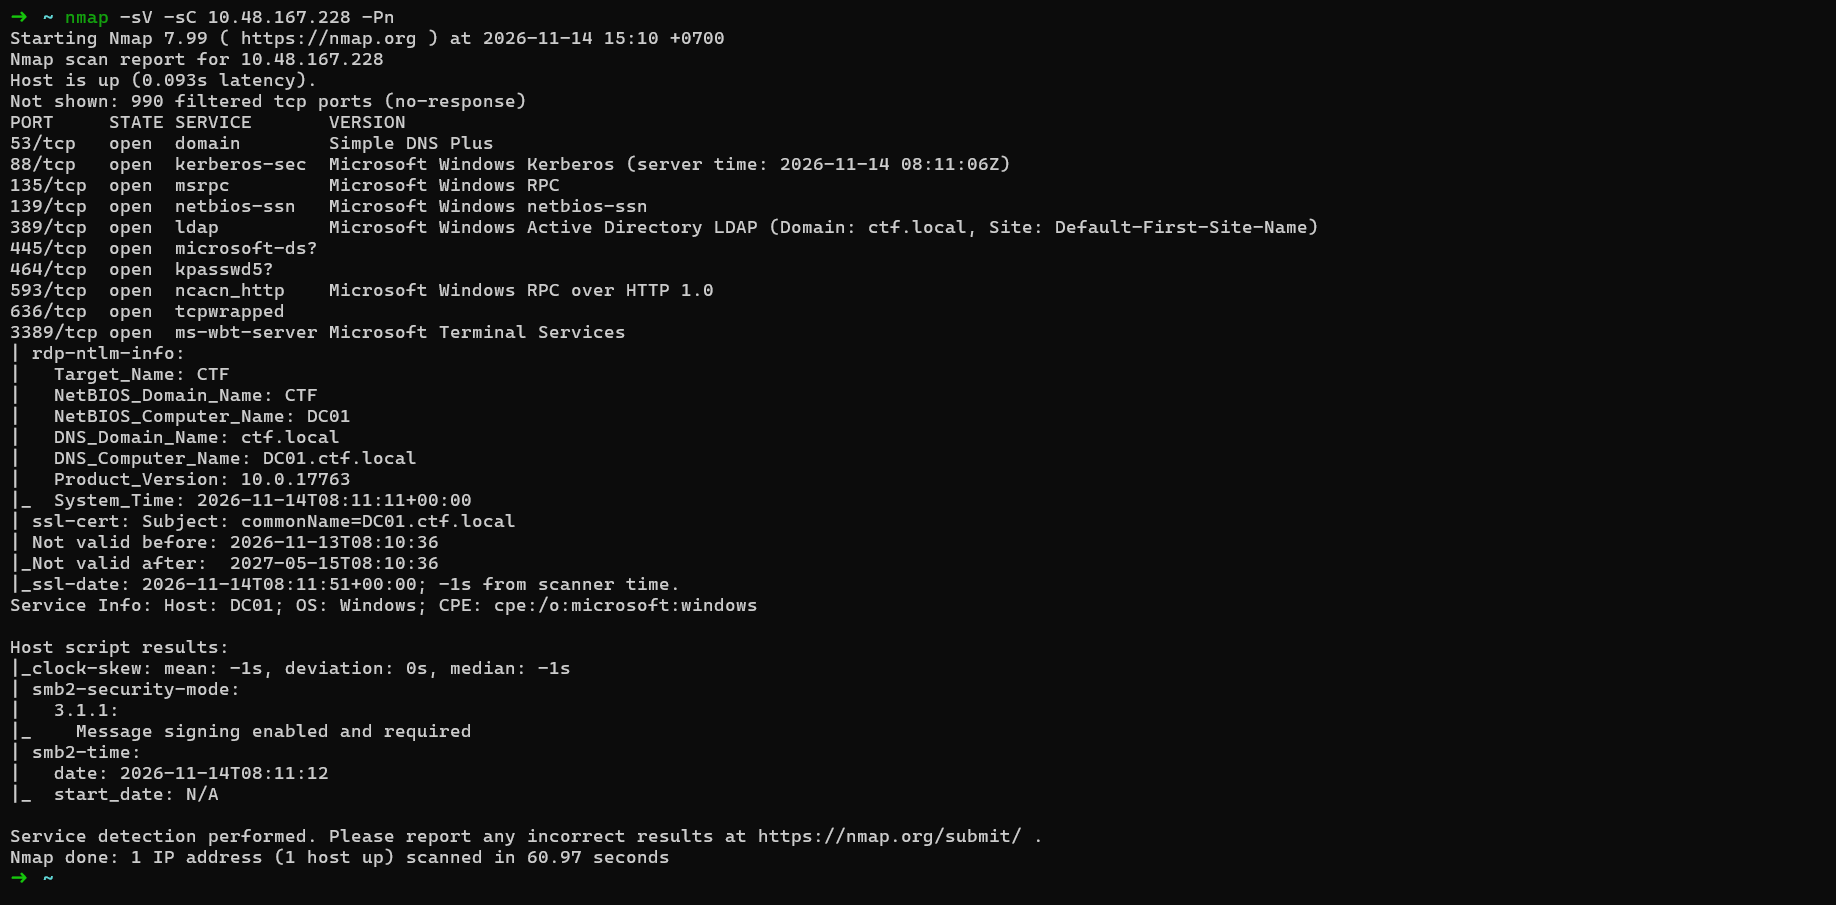 ➜  ~ nmap -sV -sC 10.48.167.228 -Pn
Starting Nmap 7.99 ( https://nmap.org ) at 2026-11-14 15:10 +0700
Nmap scan report for 10.48.167.228
Host is up (0.093s latency).
Not shown: 990 filtered tcp ports (no-response)
PORT     STATE SERVICE       VERSION
53/tcp   open  domain        Simple DNS Plus
88/tcp   open  kerberos-sec  Microsoft Windows Kerberos (server time: 2026-11-14 08:11:06Z)
135/tcp  open  msrpc         Microsoft Windows RPC
139/tcp  open  netbios-ssn   Microsoft Windows netbios-ssn
389/tcp  open  ldap          Microsoft Windows Active Directory LDAP (Domain: ctf.local, Site: Default-First-Site-Name)
445/tcp  open  microsoft-ds?
464/tcp  open  kpasswd5?
593/tcp  open  ncacn_http    Microsoft Windows RPC over HTTP 1.0
636/tcp  open  tcpwrapped
3389/tcp open  ms-wbt-server Microsoft Terminal Services
| rdp-ntlm-info:
|   Target_Name: CTF
|   NetBIOS_Domain_Name: CTF
|   NetBIOS_Computer_Name: DC01
|   DNS_Domain_Name: ctf.local
|   DNS_Computer_Name: DC01.ctf.local
|   Product_Version: 10.0.17763
|_  System_Time: 2026-11-14T08:11:11+00:00
| ssl-cert: Subject: commonName=DC01.ctf.local
| Not valid before: 2026-11-13T08:10:36
|_Not valid after:  2027-05-15T08:10:36
|_ssl-date: 2026-11-14T08:11:51+00:00; -1s from scanner time.
Service Info: Host: DC01; OS: Windows; CPE: cpe:/o:microsoft:windows

Host script results:
|_clock-skew: mean: -1s, deviation: 0s, median: -1s
| smb2-security-mode:
|   3.1.1:
|_    Message signing enabled and required
| smb2-time:
|   date: 2026-11-14T08:11:12
|_  start_date: N/A

Service detection performed. Please report any incorrect results at https://nmap.org/submit/ .
Nmap done: 1 IP address (1 host up) scanned in 60.97 seconds
➜  ~